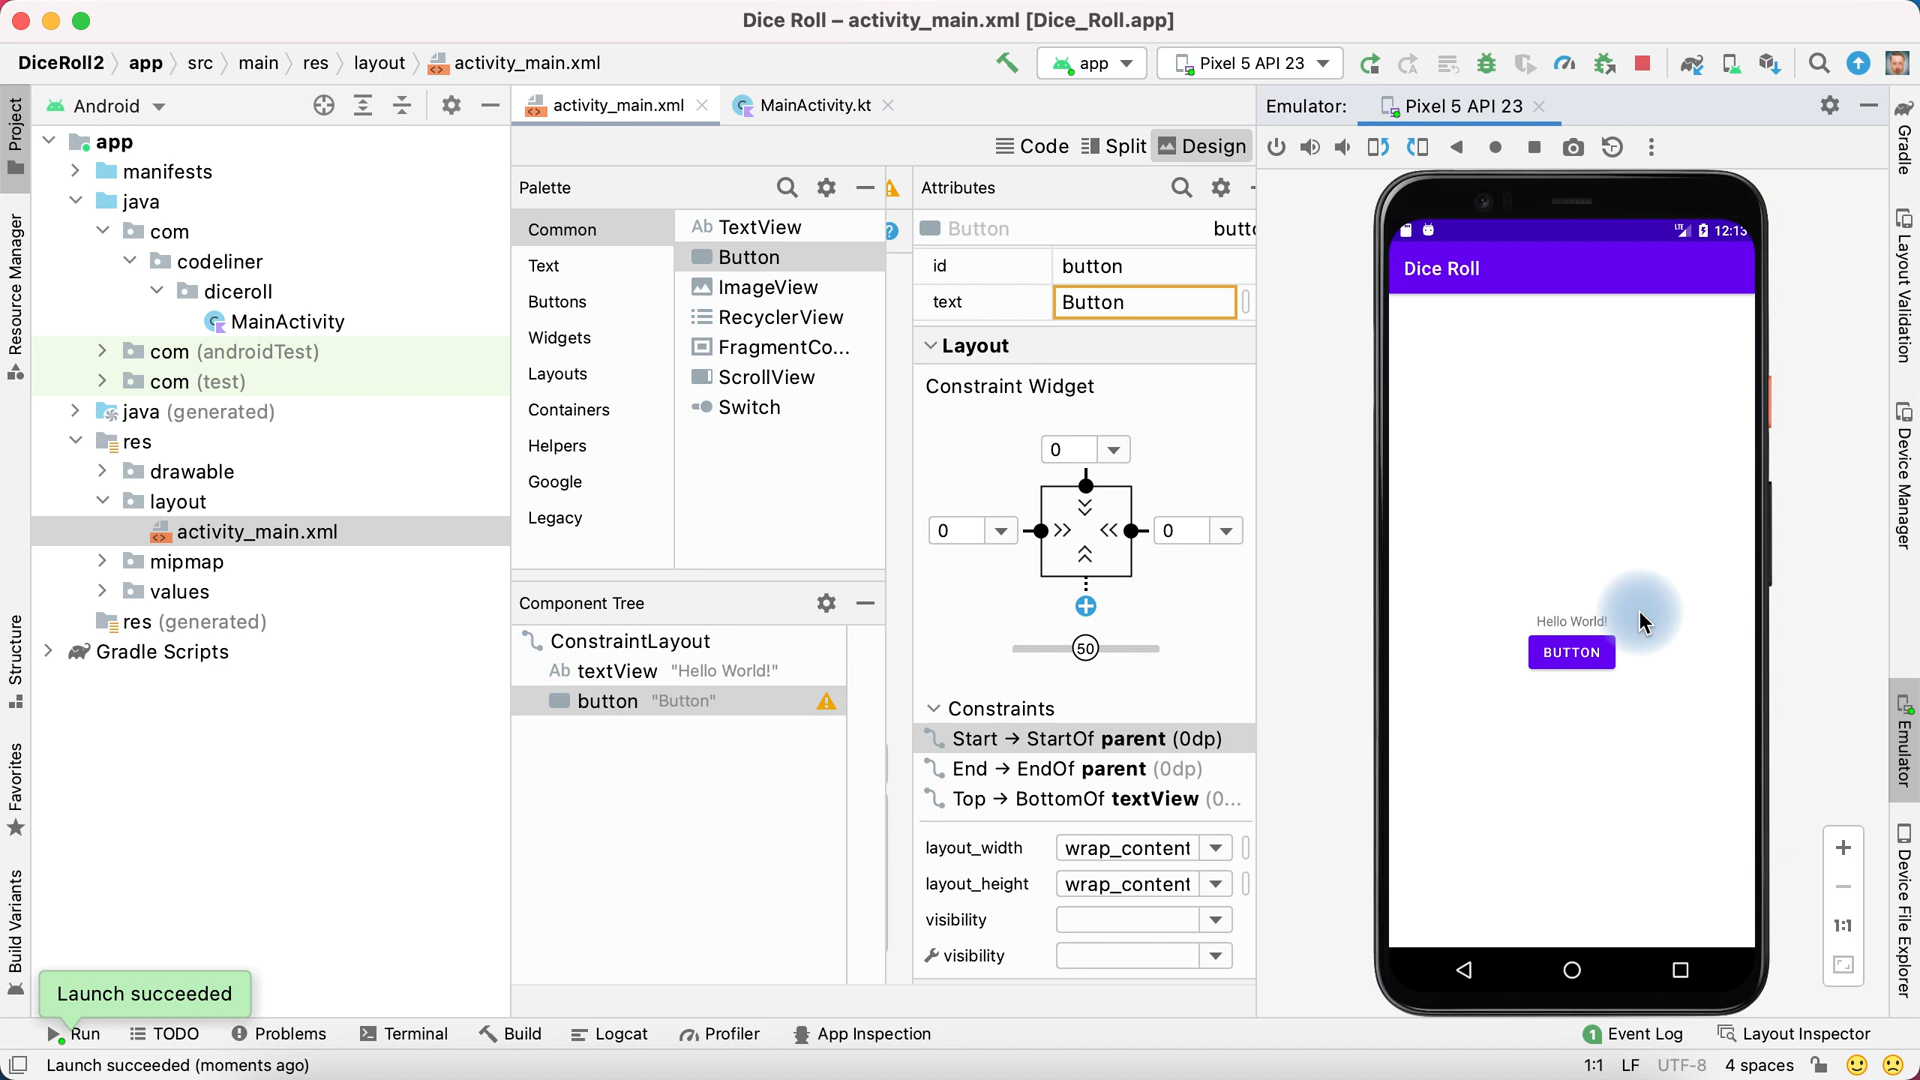 Dice Roll – activity_main.xml [Dice_Roll.app]
DiceRoll2 app src main res layout activity_main.xml
app Pixel 5 API 23
Project
Resource Manager
Structure
Favorites
Build Variants
Android
app
manifests
java
com
codeliner
diceroll
MainActivity
com (androidTest)
com (test)
java (generated)
res
drawable
layout
activity_main.xml
mipmap
values
res (generated)
Gradle Scripts
activity_main.xml MainActivity.kt
Code Split Design
Palette
Common
Text
Buttons
Widgets
Layouts
Containers
Helpers
Google
Legacy
Ab TextView
Button
ImageView
RecyclerView
FragmentCo...
ScrollView
Switch
Component Tree
ConstraintLayout
Ab textView "Hello World!"
button "Button"
Attributes
Button
id button
text Button
Layout
Constraint Widget
0
0 0
50
Constraints
Start → StartOf parent (0dp)
End → EndOf parent (0dp)
Top → BottomOf textView (0...
layout_width wrap_content
layout_height wrap_content
visibility
visibility
Emulator: Pixel 5 API 23
LTE 12:15
Dice Roll
Hello World!
BUTTON
1:1
Gradle
Layout Validation
Device Manager
Emulator
Device File Explorer
Launch succeeded
Run TODO Problems Terminal Build Logcat Profiler App Inspection
1 Event Log Layout Inspector
Launch succeeded (moments ago)
1:1 LF UTF-8 4 spaces